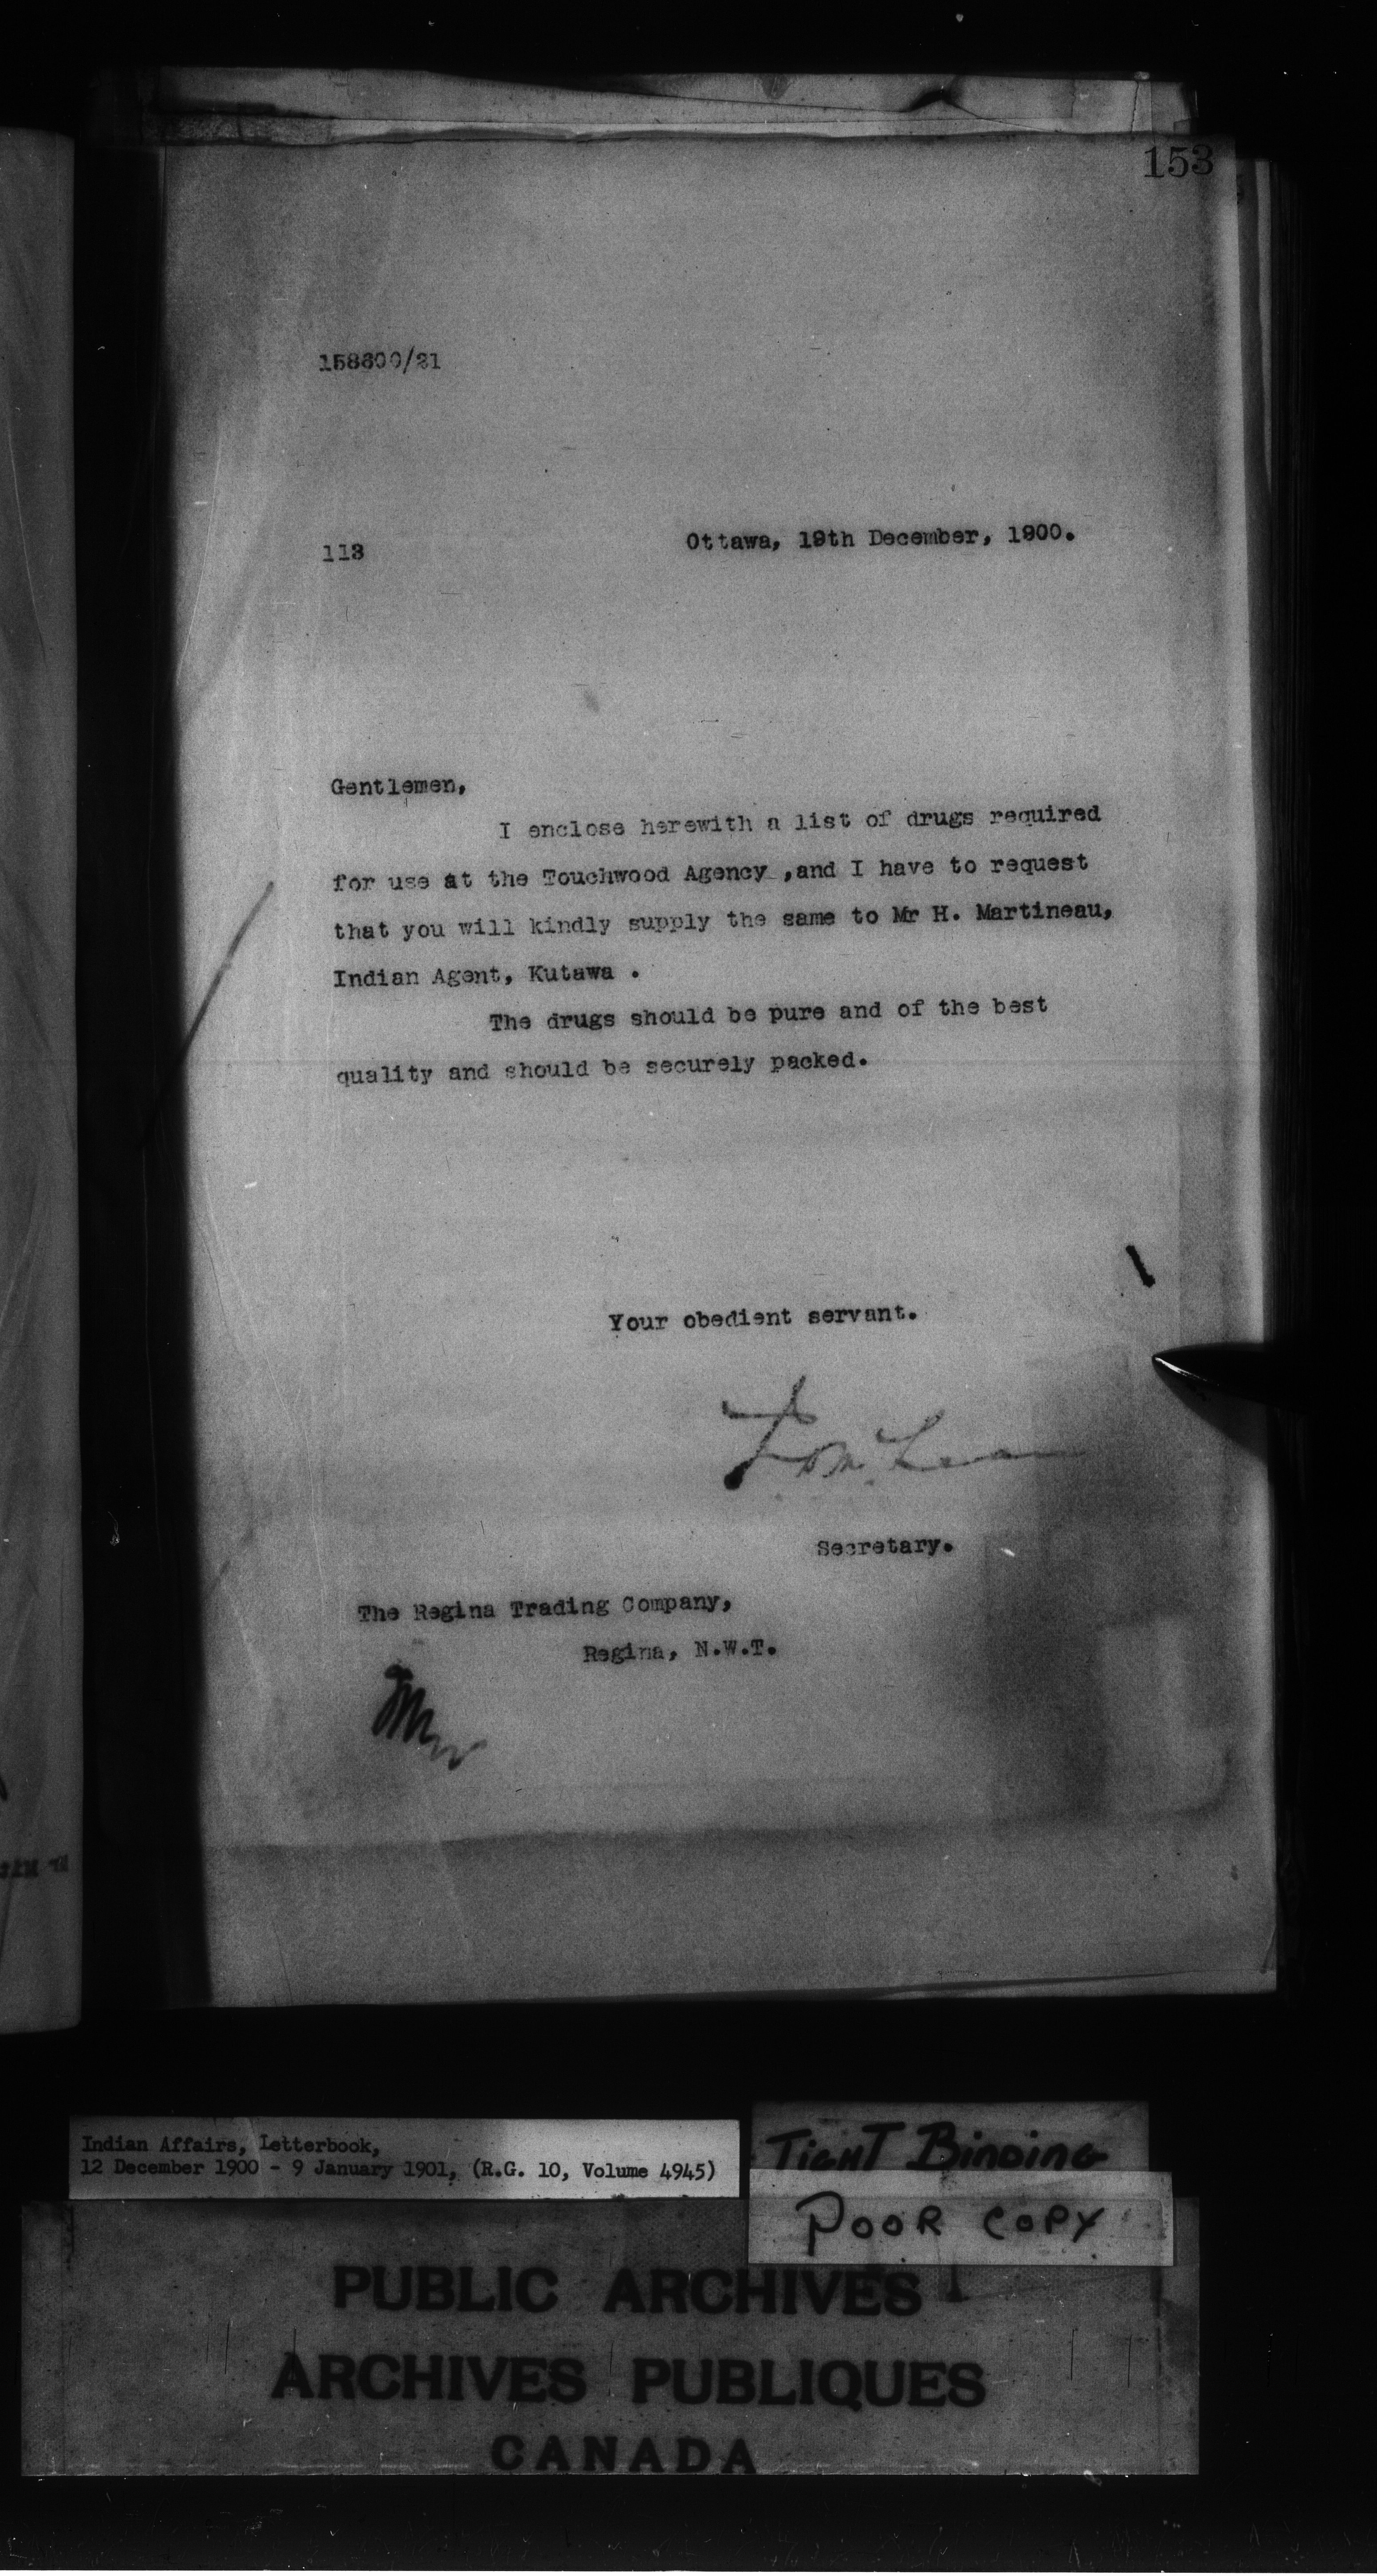 153
158600/21
113
Ottawa, 19th December, 1900.
Gentlemen,
I enclose herewith a list of drugs required
for use at the Touchwood Agency ,and I have to request
that you will kindly supply the same to Mr H. Martineau,
Indian Agent, Kutawa .
The drugs should be pure and of the best
quality and should be securely packed.
Your obedient servant.
Secretary.
The Regina Trading Company,
Regina, N.W.T.
Indian Affairs, Letterbook,
12 December 1900 - 9 January 1901, (R.G. 10, Volume 4945)
TIGHT BINDING
POOR COPY
PUBLIC ARCHIVES
ARCHIVES PUBLIQUES
CANADA